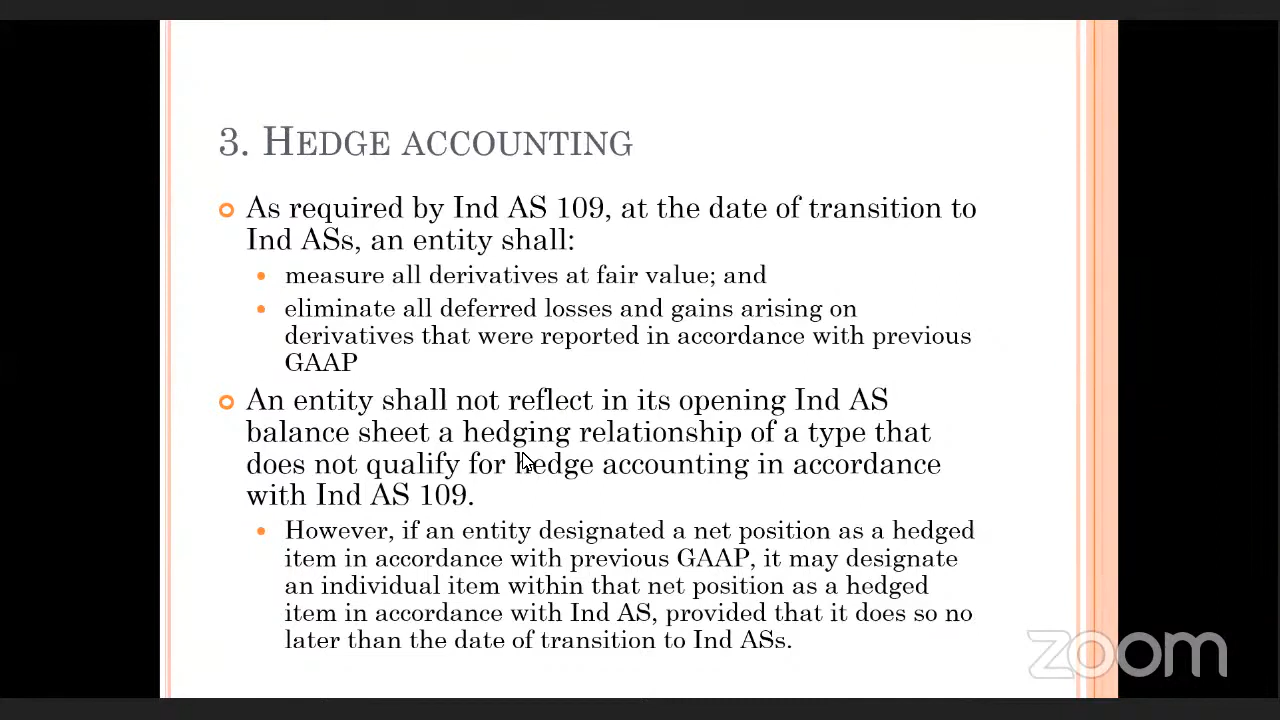 3. HEDGE ACCOUNTING
As required by Ind AS 109, at the date of transition to
Ind ASs, an entity shall:
measure all derivatives at fair value; and
eliminate all deferred losses and gains arising on
derivatives that were reported in accordance with previous
GAAP
An entity shall not reflect in its opening Ind AS
balance sheet a hedging relationship of a type that
does not qualify for hedge accounting in accordance
with Ind AS 109.
However, if an entity designated a net position as a hedged
item in accordance with previous GAAP, it may designate
an individual item within that net position as a hedged
item in accordance with Ind AS, provided that it does so no
later than the date of transition to Ind ASs.
zoom